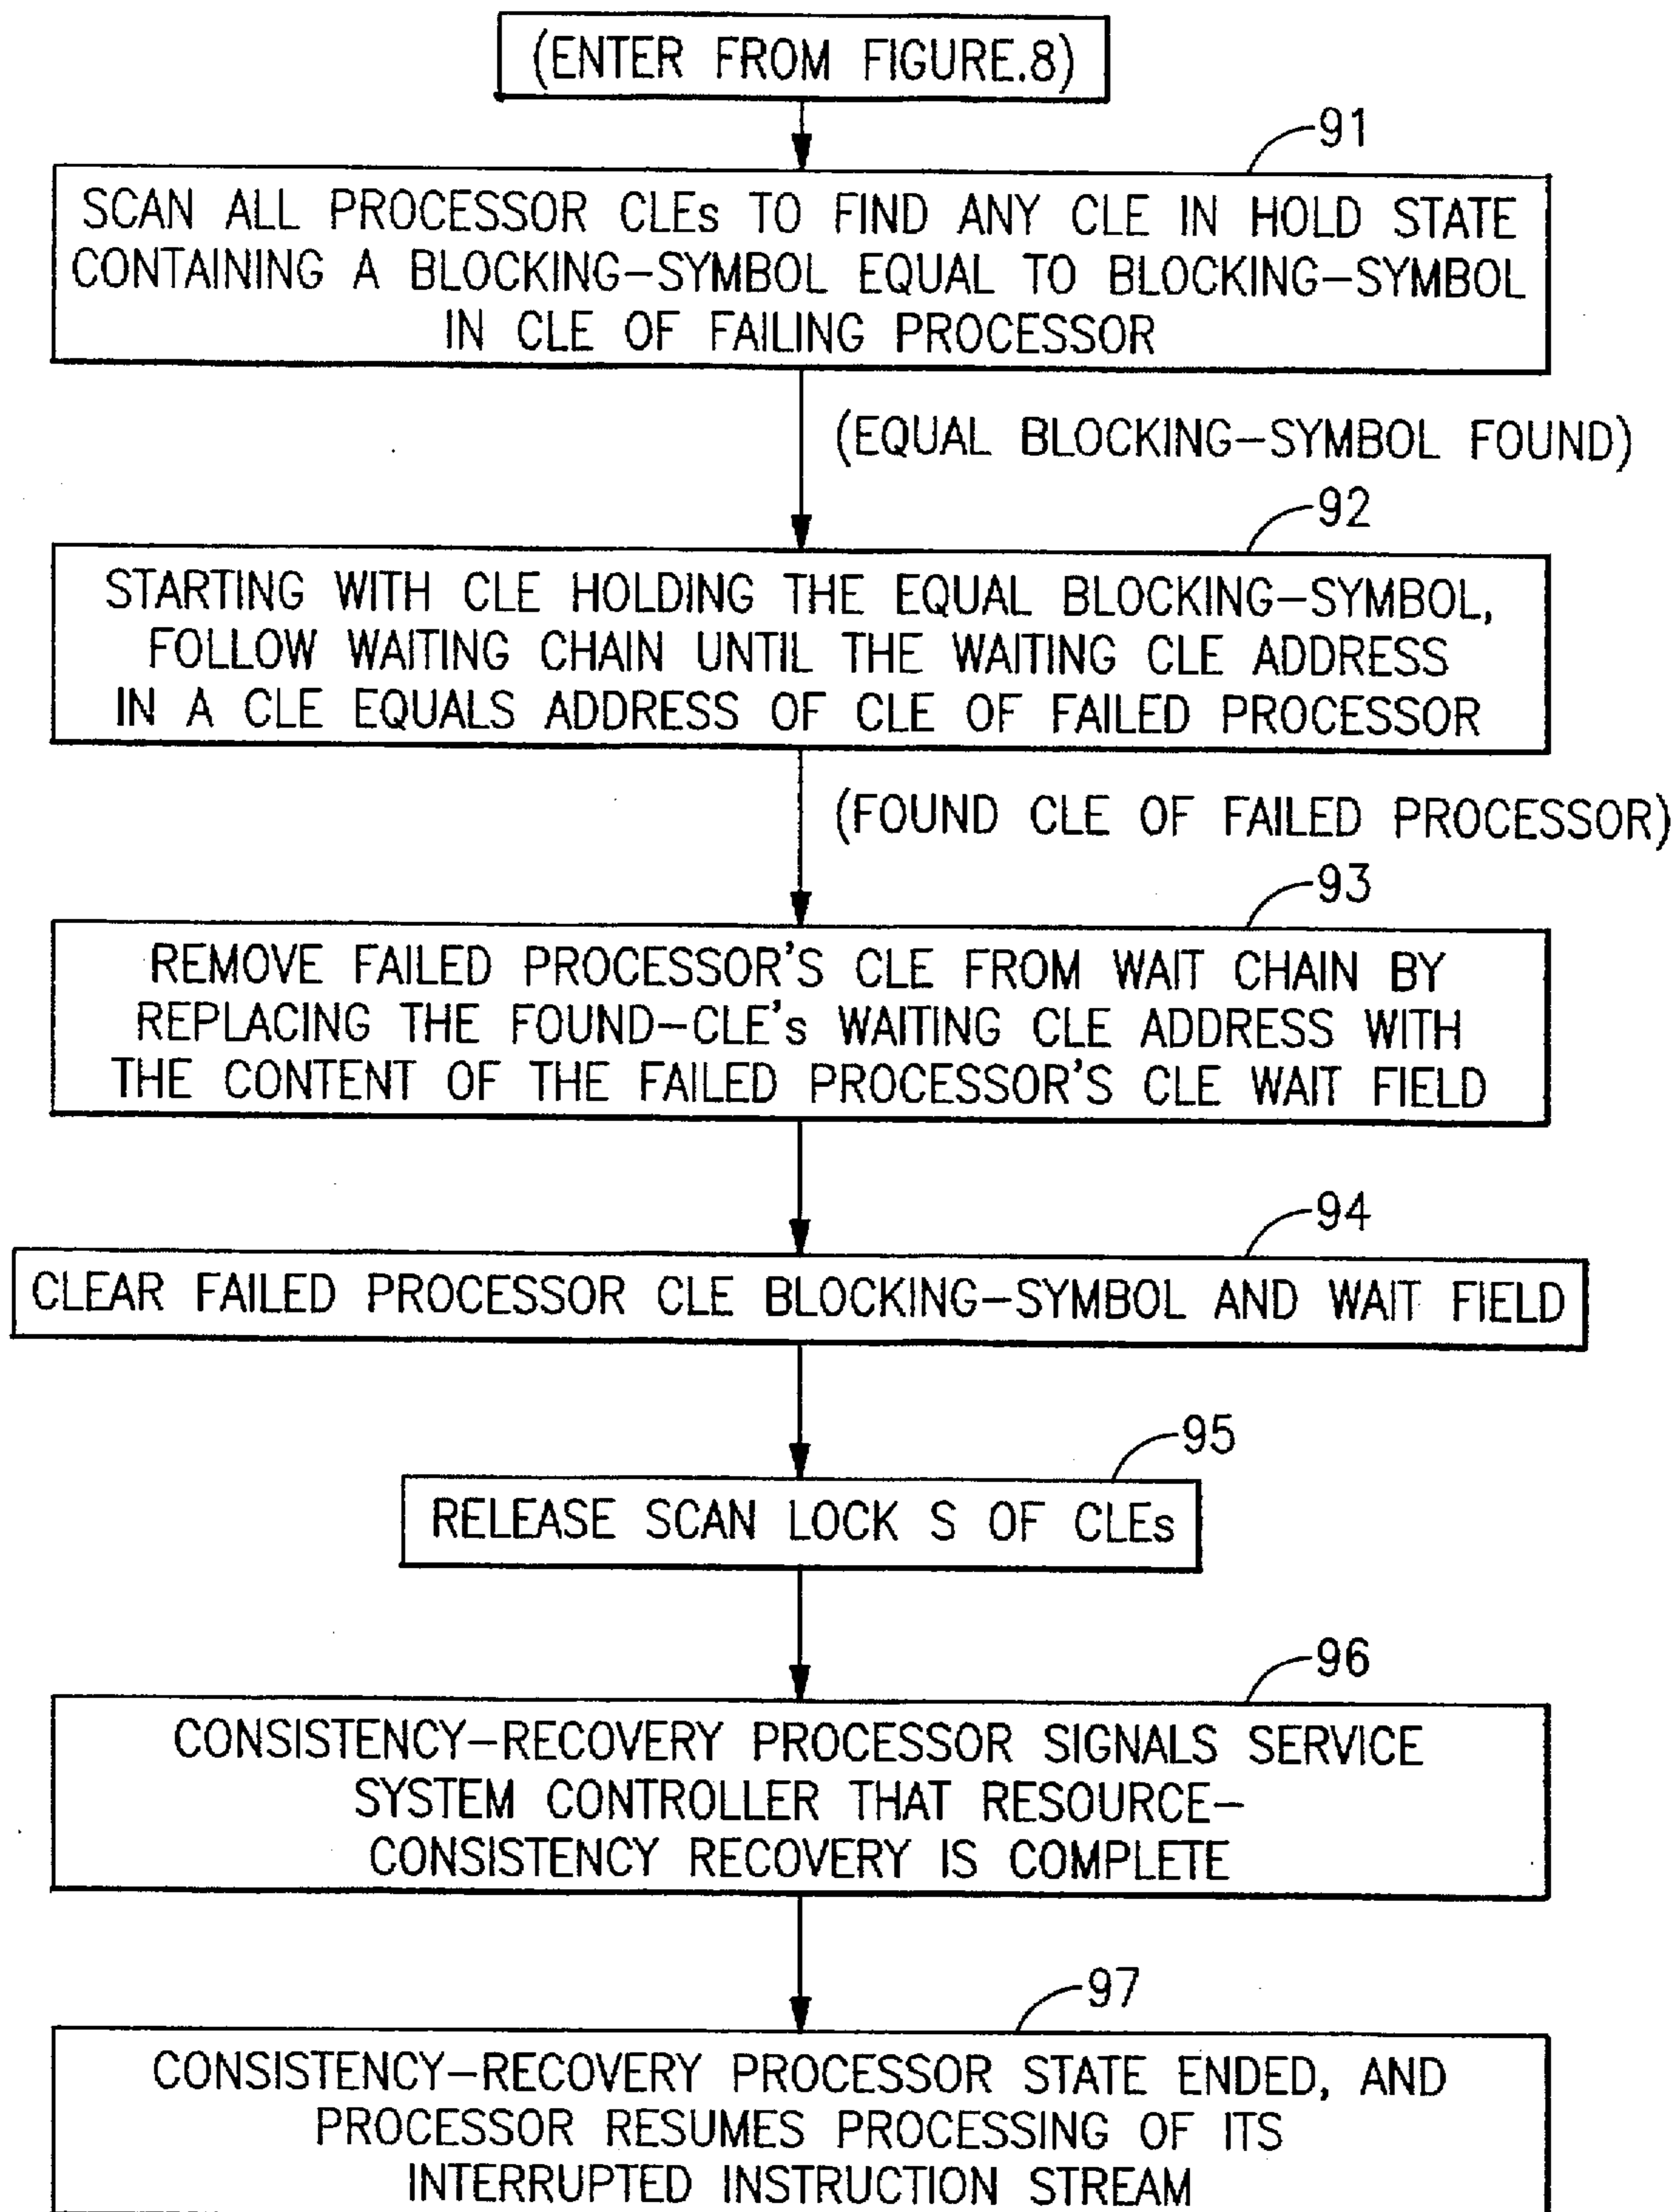 (ENTER FROM FIGURE.8)
91
SCAN ALL PROCESSOR CLEs TO FIND ANY CLE IN HOLD STATE
CONTAINING A BLOCKING-SYMBOL EQUAL TO BLOCKING-SYMBOL
IN CLE OF FAILING PROCESSOR
(EQUAL BLOCKING-SYMBOL FOUND)
92
STARTING WITH CLE HOLDING THE EQUAL BLOCKING-SYMBOL,
FOLLOW WAITING CHAIN UNTIL THE WAITING CLE ADDRESS
IN A CLE EQUALS ADDRESS OF CLE OF FAILED PROCESSOR
(FOUND CLE OF FAILED PROCESSOR)
93
REMOVE FAILED PROCESSOR'S CLE FROM WAIT CHAIN BY
REPLACING THE FOUND-CLE's WAITING CLE ADDRESS WITH
THE CONTENT OF THE FAILED PROCESSOR'S CLE WAIT FIELD
94
CLEAR FAILED PROCESSOR CLE BLOCKING-SYMBOL AND WAIT FIELD
95
RELEASE SCAN LOCK S OF CLEs
96
CONSISTENCY-RECOVERY PROCESSOR SIGNALS SERVICE
SYSTEM CONTROLLER THAT RESOURCE-
CONSISTENCY RECOVERY IS COMPLETE
97
CONSISTENCY-RECOVERY PROCESSOR STATE ENDED, AND
PROCESSOR RESUMES PROCESSING OF ITS
INTERRUPTED INSTRUCTION STREAM